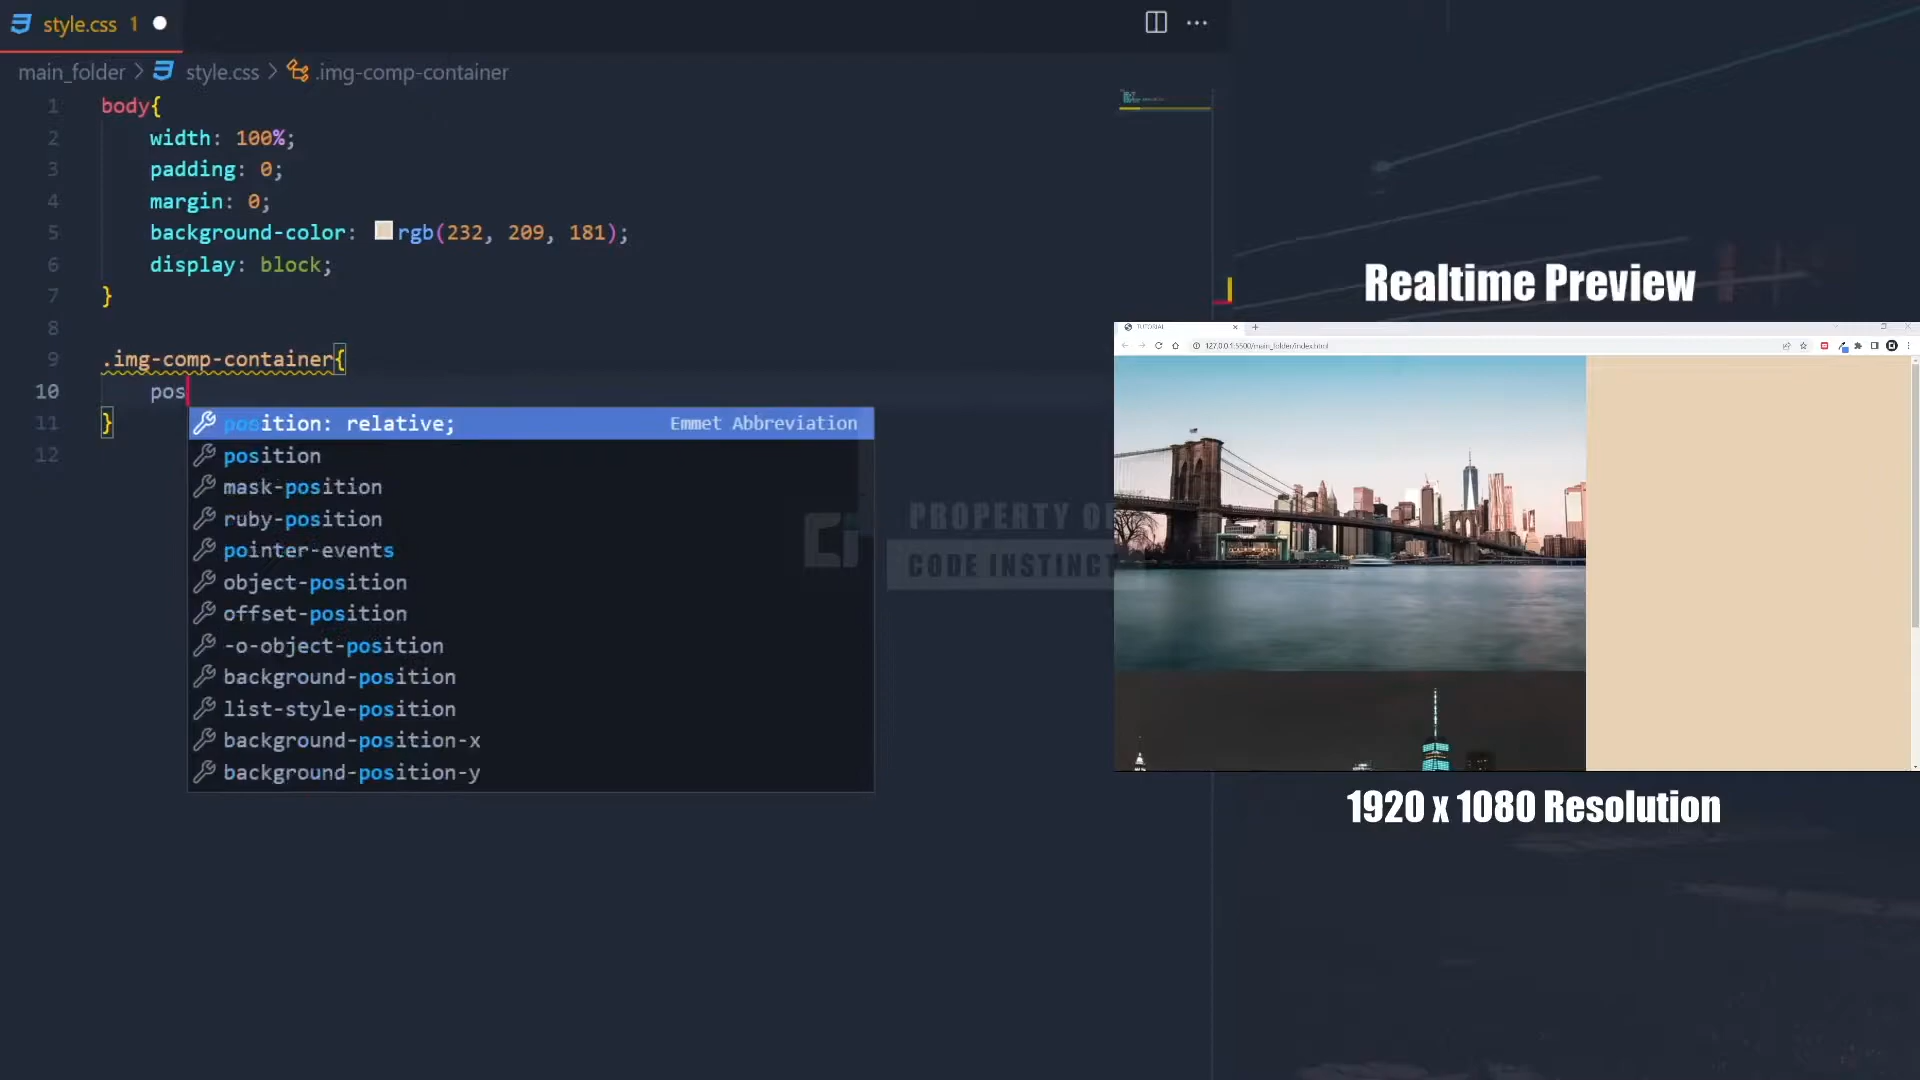 style.css 1
main_folder > style.css > .img-comp-container
1 body{
2 width: 100%;
3 padding: 0;
4 margin: 0;
5 background-color: rgb(232, 209, 181);
6 display: block;
7 }
8
9 .img-comp-container{
10 pos
11 }
12
position: relative; Emmet Abbreviation
position
mask-position
ruby-position
pointer-events
object-position
offset-position
-o-object-position
background-position
list-style-position
background-position-x
background-position-y
PROPERTY OF
CODE INSTINCT
Realtime Preview
TUTORIAL
127.0.0.1:5500/main_folder/index.html
1920 x 1080 Resolution